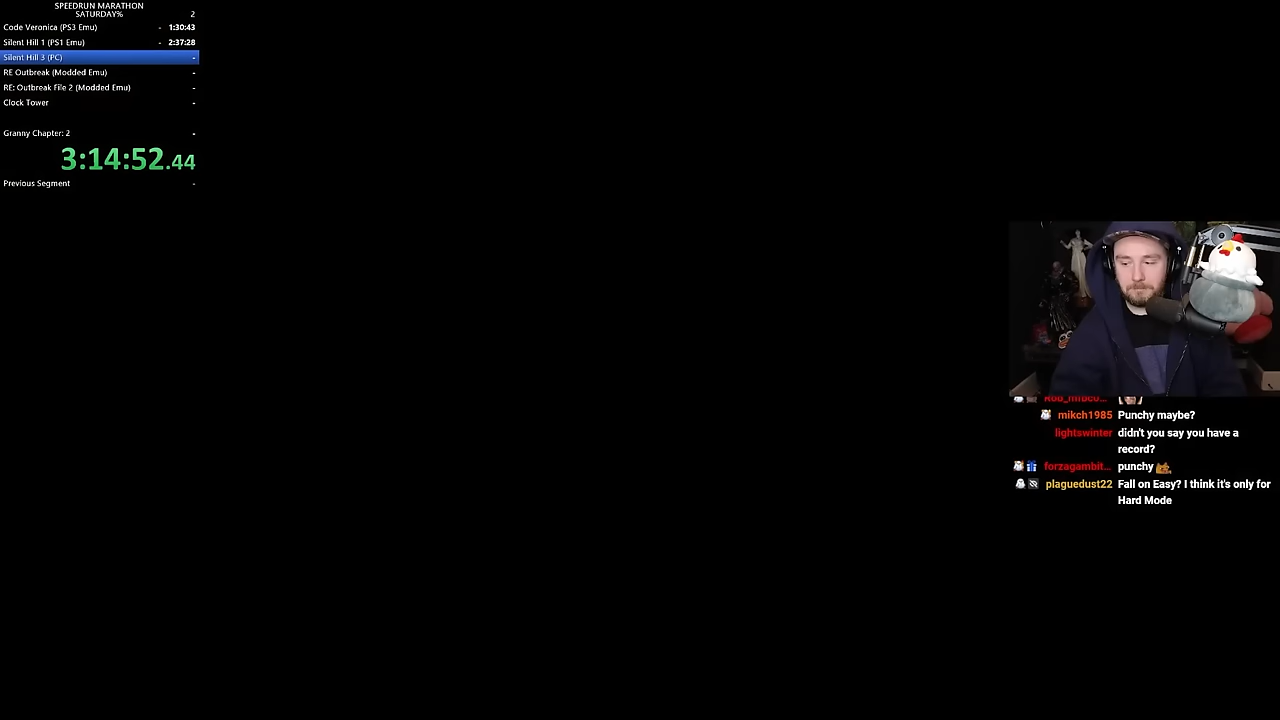 SPEEDRUN MARATHON
SATURDAY%
2
Code Veronica (PS3 Emu) - 1:30:43
Silent Hill 1 (PS1 Emu) - 2:37:28
Silent Hill 3 (PC) -
RE Outbreak (Modded Emu) -
RE: Outbreak File 2 (Modded Emu) -
Clock Tower -
Granny Chapter: 2 -
3:14:52.44
Previous Segment -
mikch1985 Punchy maybe?
lightswinter didn't you say you have a
record?
forzagambit... punchy
plaguedust22 Fall on Easy? I think it's only for
Hard Mode